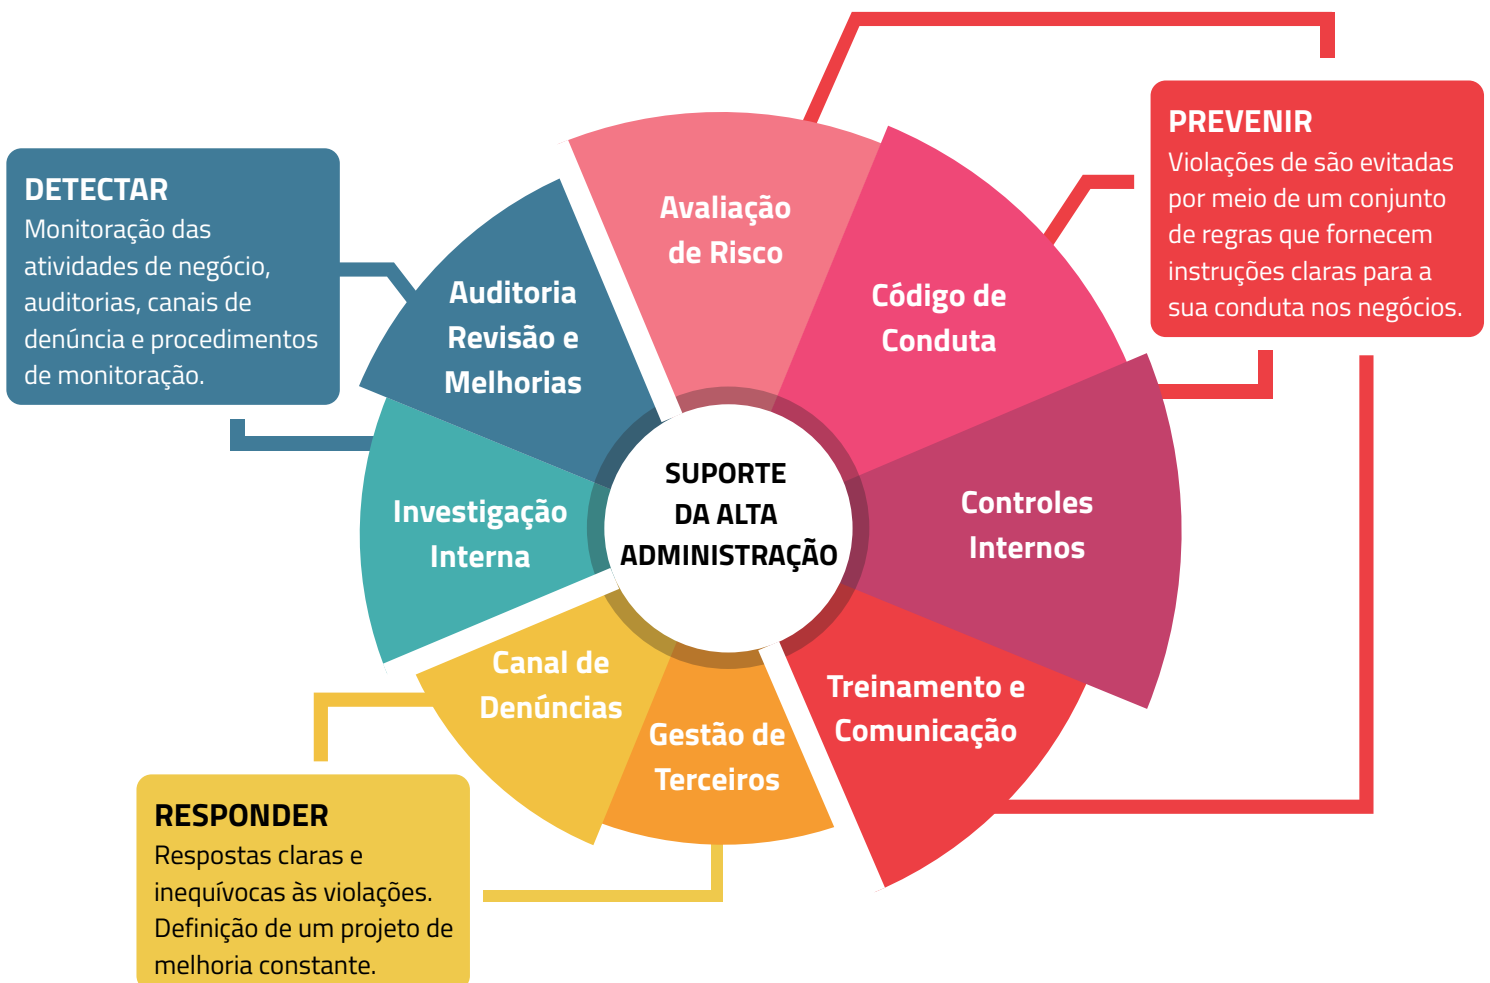 DETECTAR
Monitoração das
atividades de negócio,
auditorias, canais de
denúncia e procedimentos
de monitoração.
PREVENIR
Violações de são evitadas
por meio de um conjunto
de regras que fornecem
instruções claras para a
sua conduta nos negócios.
Avaliação
de Risco
Código de
Conduta
Controles
Internos
Treinamento e
Comunicação
Gestão de
Terceiros
Canal de
Denúncias
Investigação
Interna
Auditoria
Revisão e
Melhorias
SUPORTE
DA ALTA
ADMINISTRAÇÃO
RESPONDER
Respostas claras e
inequívocas às violações.
Definição de um projeto de
melhoria constante.